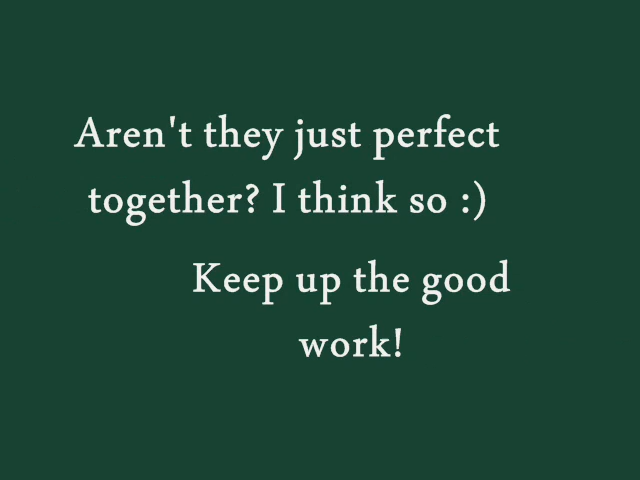 Aren't they just perfect
together? I think so :)
Keep up the good
work!